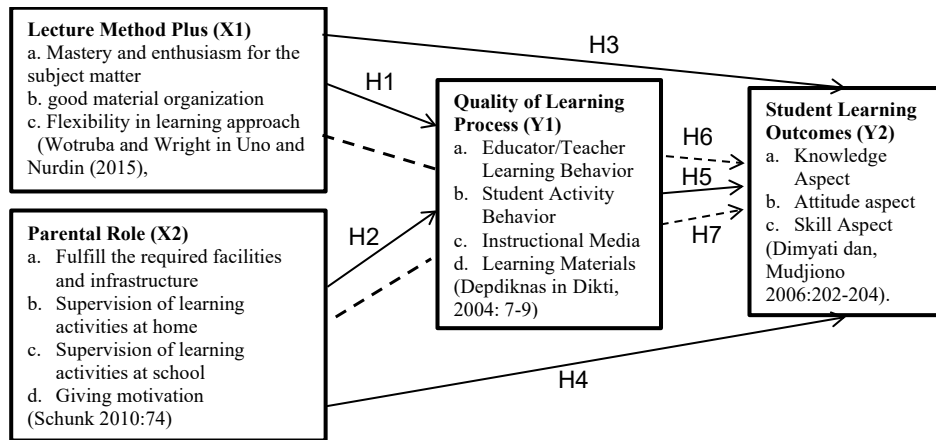 Lecture Method Plus (X1)
a. Mastery and enthusiasm for the
subject matter
b. good material organization
c. Flexibility in learning approach
(Wotruba and Wright in Uno and
Nurdin (2015),
Parental Role (X2)
a. Fulfill the required facilities
and infrastructure
b. Supervision of learning
activities at home
c. Supervision of learning
activities at school
d. Giving motivation
(Schunk 2010:74)
H1
H2
H3
H4
Quality of Learning
Process (Y1)
a. Educator/Teacher
Learning Behavior
b. Student Activity
Behavior
c. Instructional Media
d. Learning Materials
(Depdiknas in Dikti,
2004: 7-9)
H6
H5
H7
Student Learning
Outcomes (Y2)
a. Knowledge
Aspect
b. Attitude aspect
c. Skill Aspect
(Dimyati dan,
Mudjiono
2006:202-204).